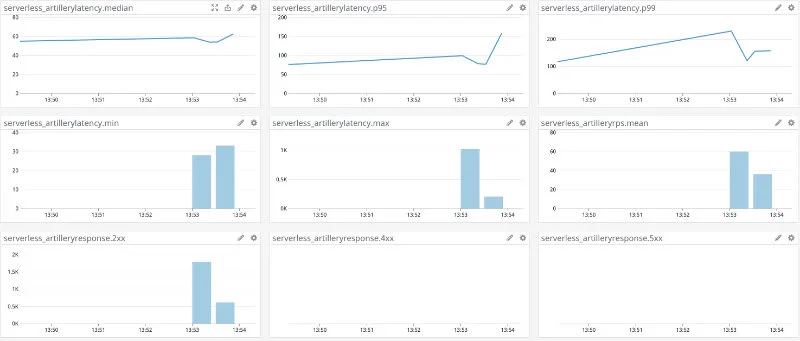 serverless_artillerylatency.median
80
60
40
20
3
13:50 13:51 13:52 13:53 13:54
serverless_artillerylatency.p95
200
150
100
50
0
13:50 13:51 13:52 13:53 13:54
serverless_artillerylatency.p99
200
100
0
13:50 13:51 13:52 13:53 13:54
serverless_artillerylatency.min
40
30
20
10
3
13:50 13:51 13:52 13:53 13:54
serverless_artillerylatency.max
1K
0.5K
0K
13:50 13:51 13:52 13:53 13:54
serverless_artilleryrps.mean
80
60
40
20
0
13:50 13:51 13:52 13:53 13:54
serverless_artilleryresponse.2xx
2K
1.5K
1K
0.5K
0K
13:50 13:51 13:52 13:53 13:54
serverless_artilleryresponse.4xx
13:50 13:51 13:52 13:53 13:54
serverless_artilleryresponse.5xx
13:50 13:51 13:52 13:53 13:54